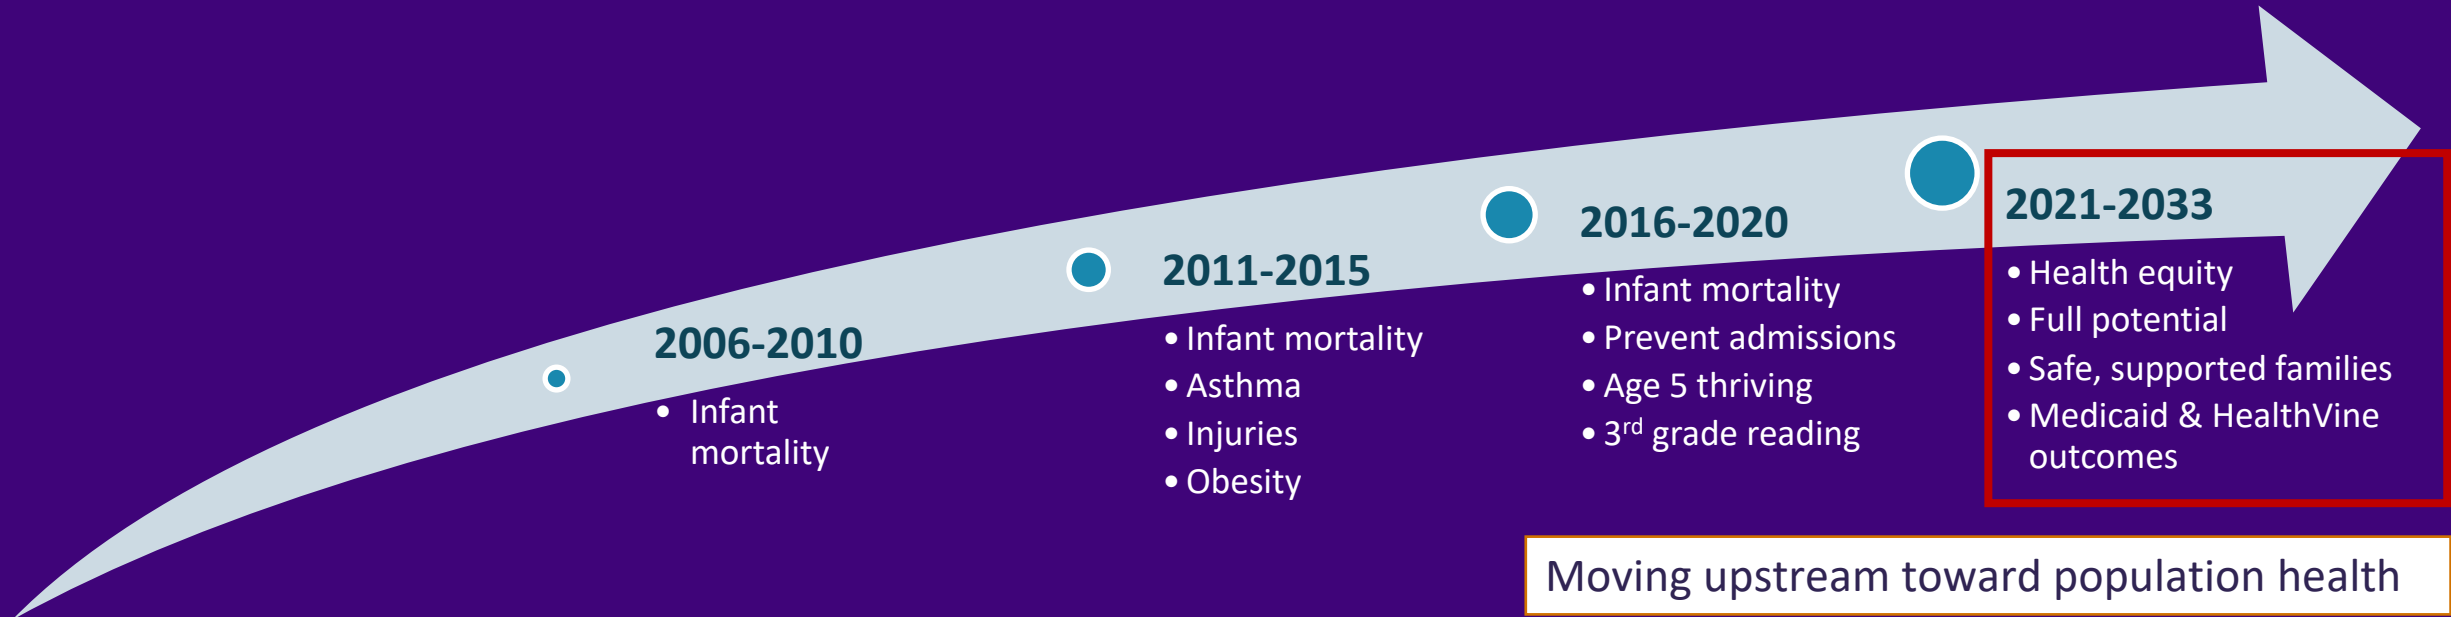 2006-2010
• Infant
mortality
2011-2015
• Infant mortality
• Asthma
• Injuries
• Obesity
2016-2020
• Infant mortality
• Prevent admissions
• Age 5 thriving
• 3rd grade reading
2021-2033
• Health equity
• Full potential
• Safe, supported families
• Medicaid & HealthVine
outcomes
Moving upstream toward population health